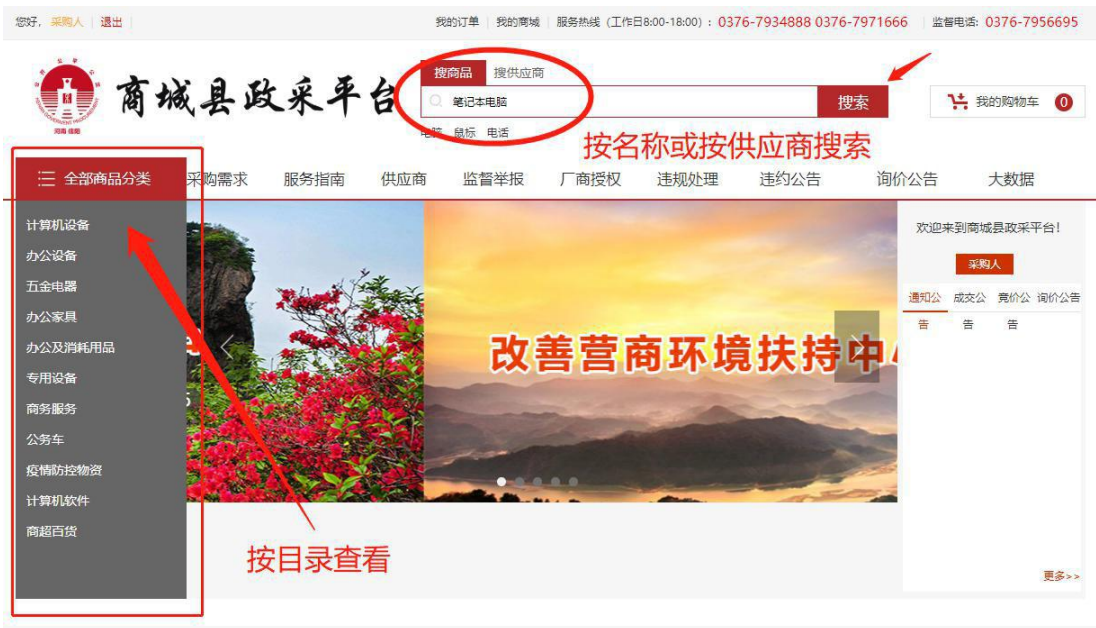 您好, 采购人 退出 我的订单 我的商城 服务热线 (工作日8:00-18:00) : 0376-7934888 0376-7971666 监督电话: 0376-7956695
搜商品 搜供应商
商城县政采平台
笔记本电脑 搜索 我的购物车 0
电脑 鼠标 电话
按名称或按供应商搜索
全部商品分类 采购需求 服务指南 供应商 监督举报 厂商授权 违规处理 违约公告 询价公告 大数据
计算机设备
办公设备
五金电器
办公家具
办公及消耗用品
专用设备
商务服务
公务车
疫情防控物资
计算机软件
商超百货
改善营商环境扶持中
欢迎来到商城县政采平台!
采购人
通知公告 成交公告 竞价公告 询价公告
按目录查看
更多>>